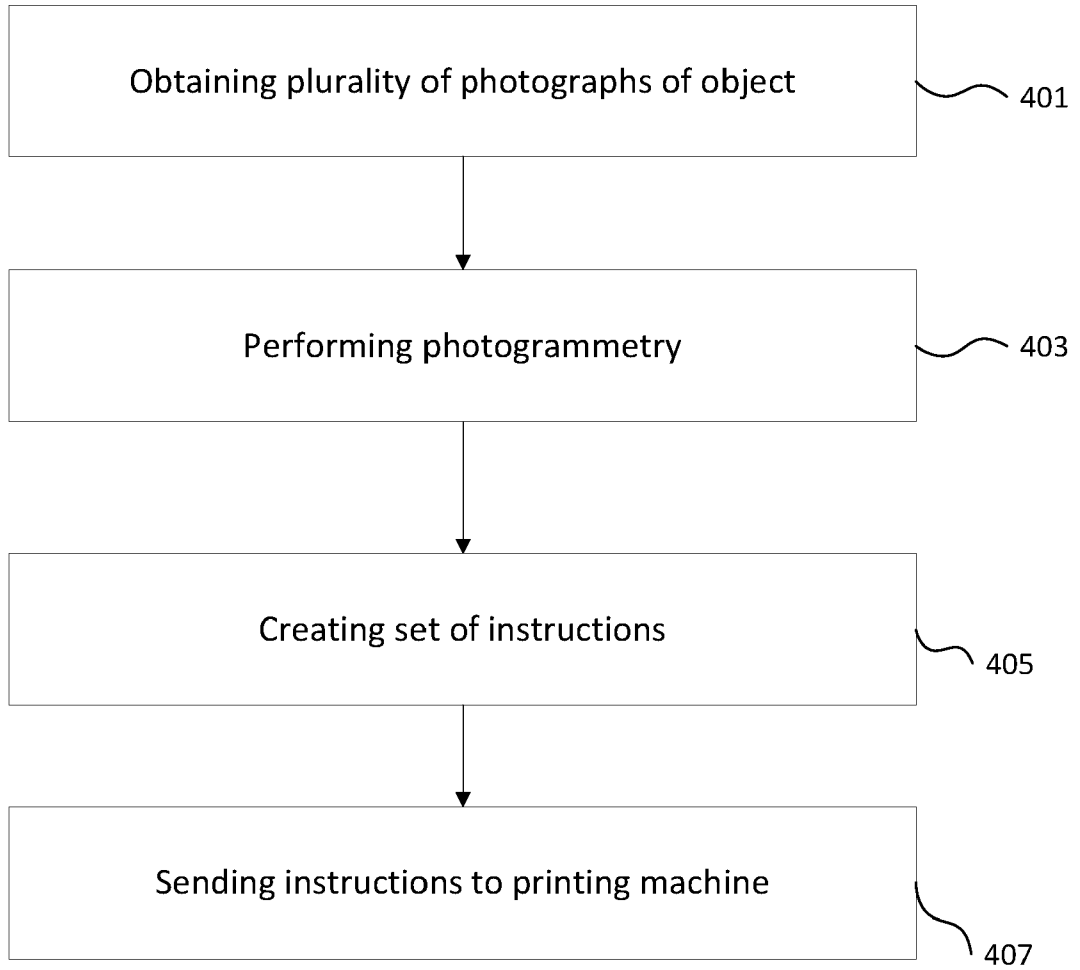 Obtaining plurality of photographs of object
401
Performing photogrammetry
403
Creating set of instructions
405
Sending instructions to printing machine
407